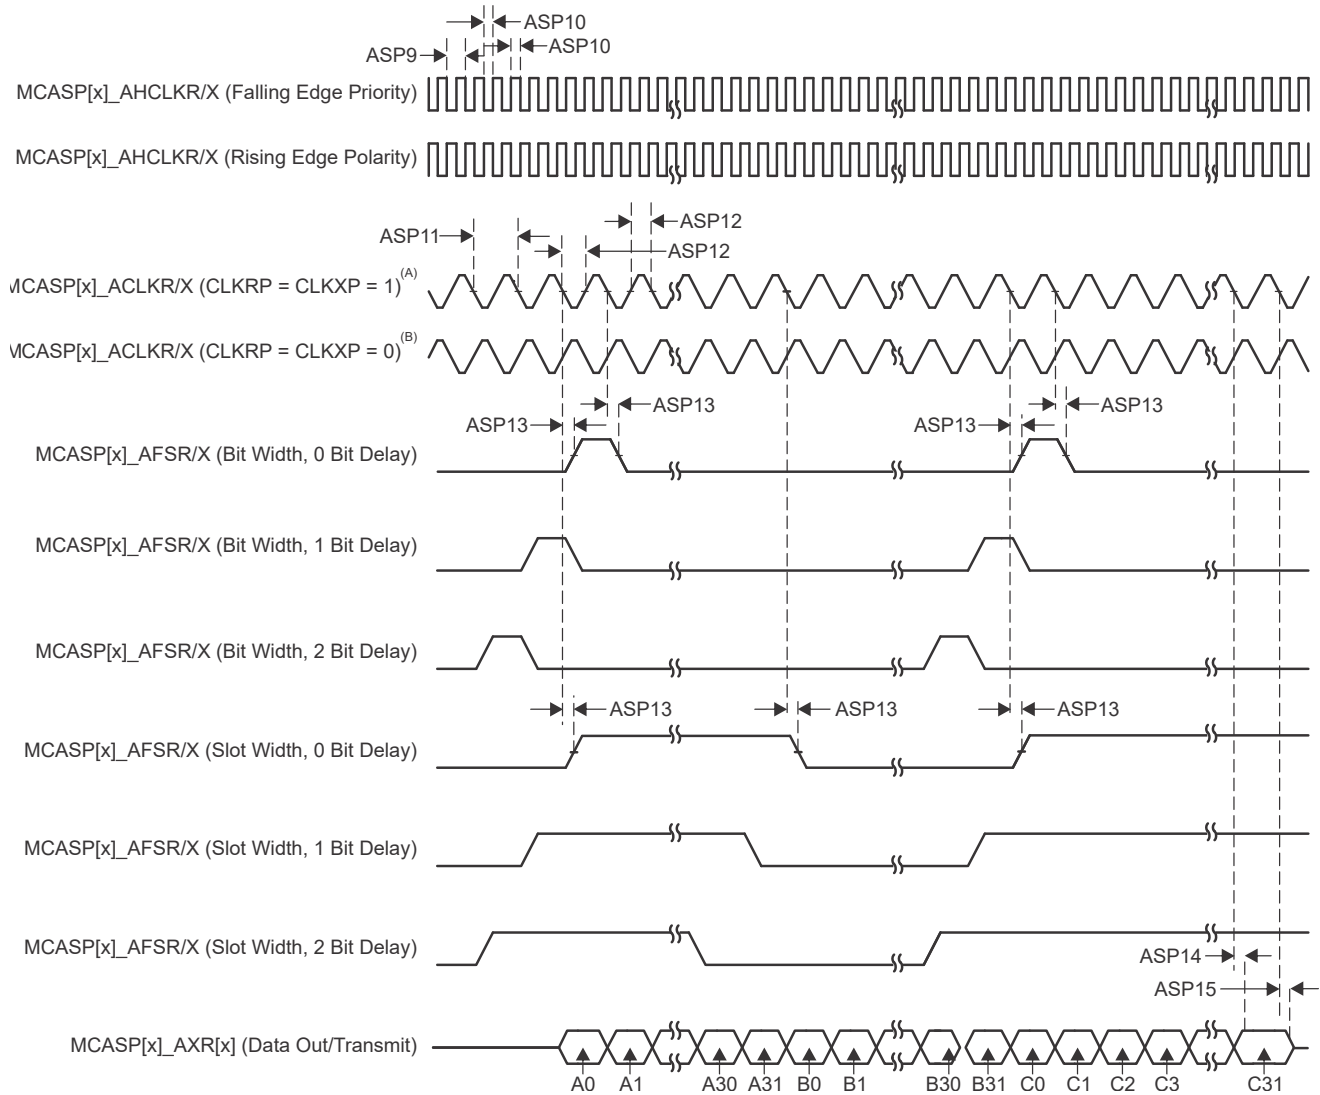 ASP10
ASP10
ASP9
MCASP[x]_AHCLKR/X (Falling Edge Priority)
MCASP[x]_AHCLKR/X (Rising Edge Polarity)
ASP12
ASP11
ASP12
MCASP[x]_ACLKR/X (CLKRP = CLKXP = 1)(A)
MCASP[x]_ACLKR/X (CLKRP = CLKXP = 0)(B)
ASP13 ASP13
ASP13 ASP13
MCASP[x]_AFSR/X (Bit Width, 0 Bit Delay)
MCASP[x]_AFSR/X (Bit Width, 1 Bit Delay)
MCASP[x]_AFSR/X (Bit Width, 2 Bit Delay)
ASP13 ASP13 ASP13
MCASP[x]_AFSR/X (Slot Width, 0 Bit Delay)
MCASP[x]_AFSR/X (Slot Width, 1 Bit Delay)
MCASP[x]_AFSR/X (Slot Width, 2 Bit Delay)
ASP14
ASP15
MCASP[x]_AXR[x] (Data Out/Transmit)
A0 A1 A30 A31 B0 B1 B30 B31 C0 C1 C2 C3 C31